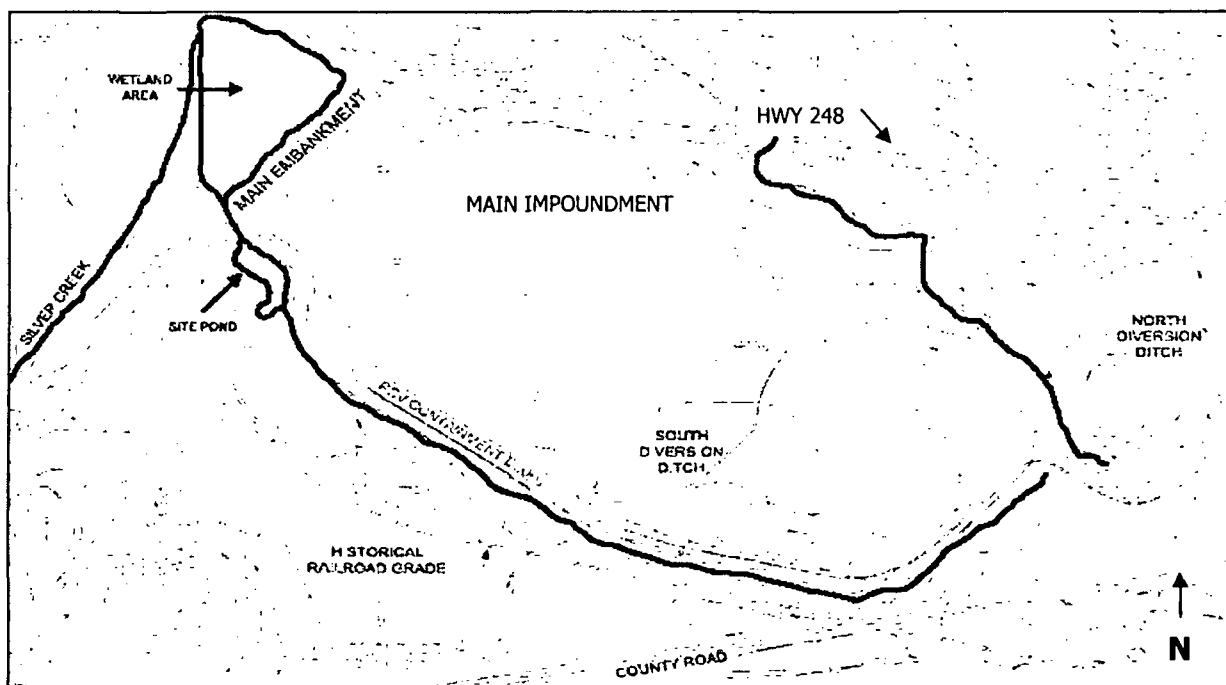 WETLAND
AREA
MAIN EMBANKMENT
HWY 248
MAIN IMPOUNDMENT
SILVER CREEK
SITE POND
NORTH
DIVERSION
DITCH
CONTAINMENT
SOUTH
DIVERSION
DITCH
HISTORICAL
RAILROAD GRADE
COUNTY ROAD
N